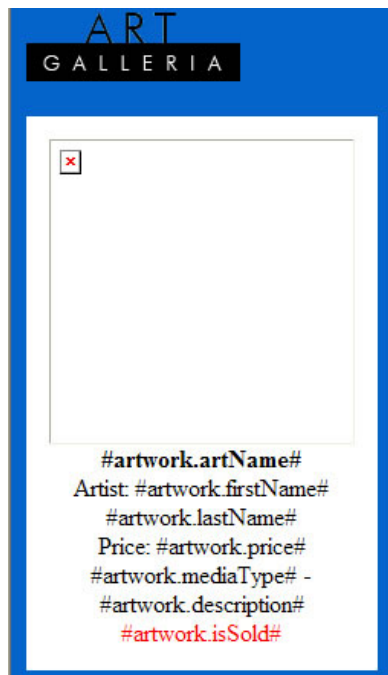 ART
GALLERIA
#artwork.artName#
Artist: #artwork.firstName#
#artwork.lastName#
Price: #artwork.price#
#artwork.mediaType# -
#artwork.description#
#artwork.isSold#